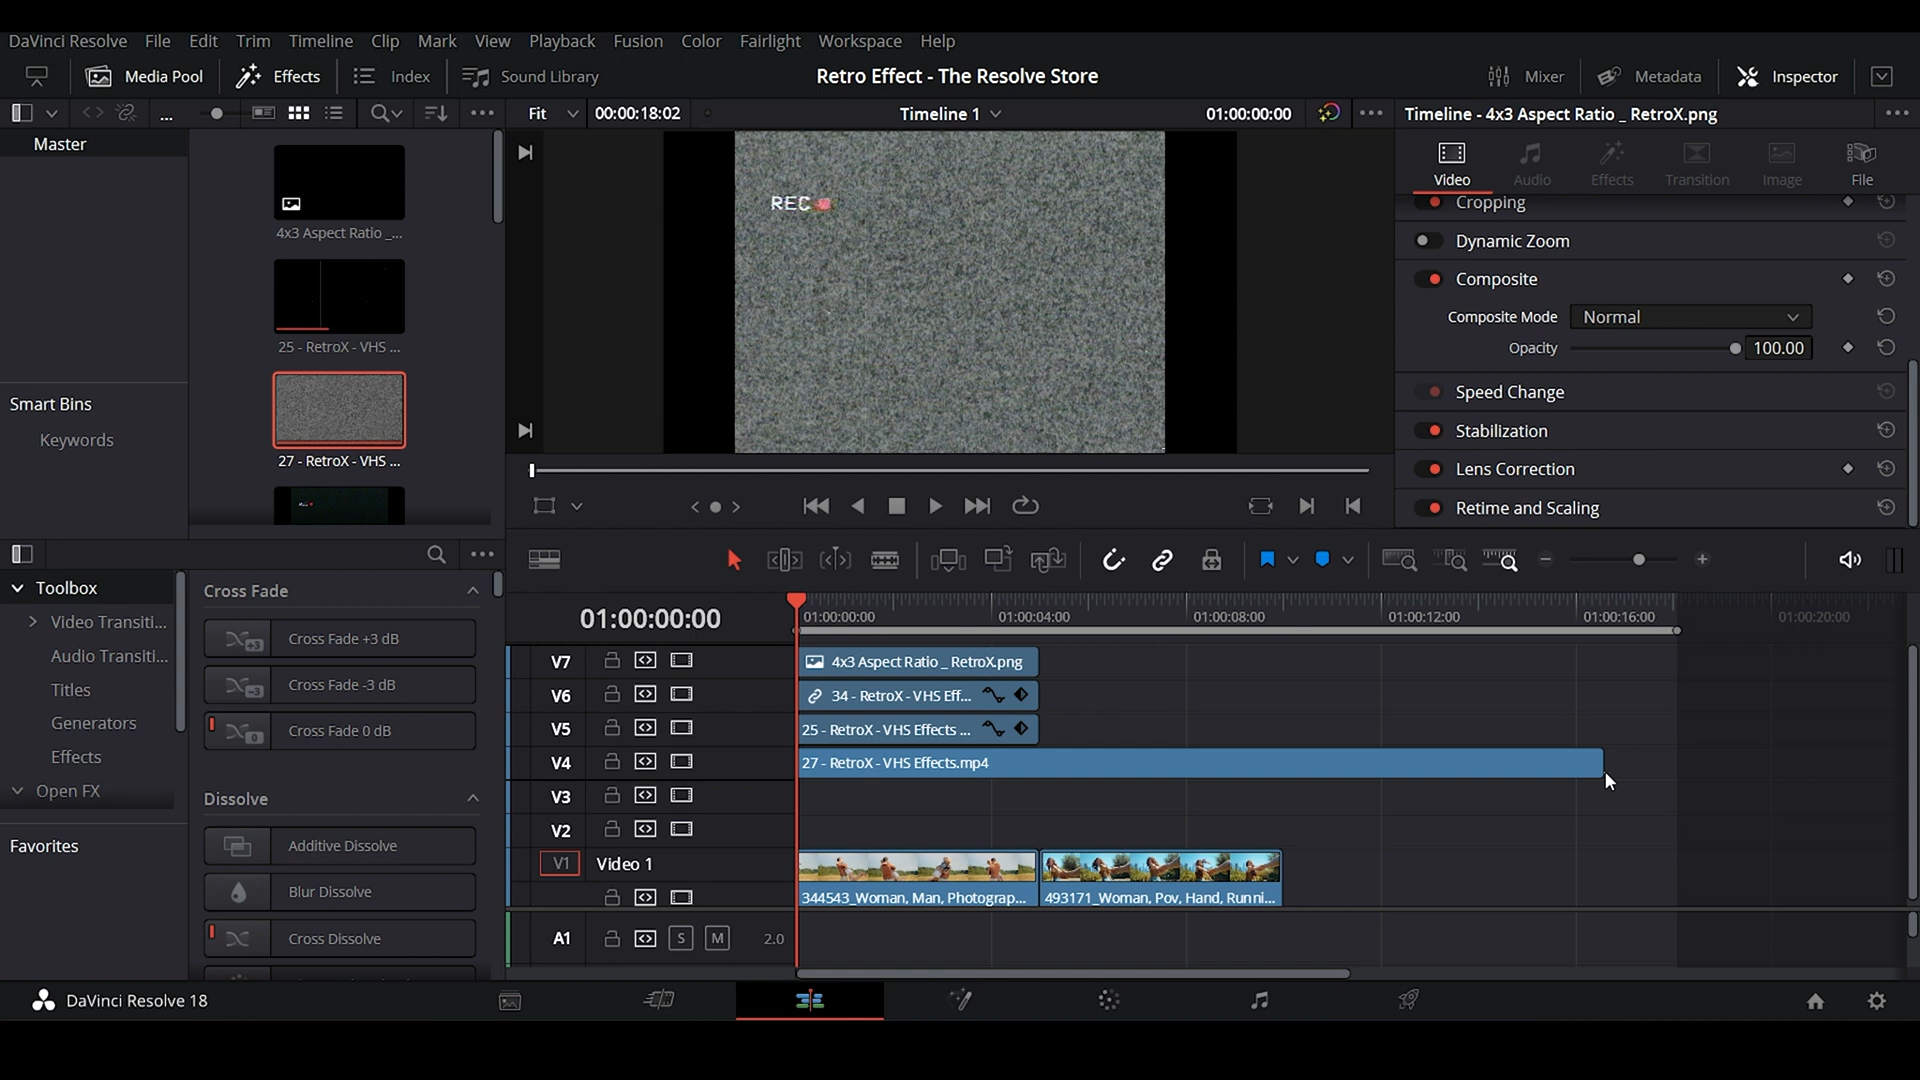 DaVinci Resolve File Edit Trim Timeline Clip Mark View Playback Fusion Color Fairlight Workspace Help
Media Pool Effects Index Sound Library Retro Effect - The Resolve Store Mixer Metadata Inspector
... Fit 00:00:18:02 Timeline 1 01:00:00:00 Timeline - 4x3 Aspect Ratio _ RetroX.png
Master
Video Audio Effects Transition Image File
REC
4x3 Aspect Ratio _...
25 - RetroX - VHS ...
27 - RetroX - VHS ...
Smart Bins
Keywords
Cropping
Dynamic Zoom
Composite
Composite Mode Normal
Opacity 100.00
Speed Change
Stabilization
Lens Correction
Retime and Scaling
Toolbox
Video Transiti...
Audio Transiti...
Titles
Generators
Effects
Open FX
Favorites
Cross Fade
+3 Cross Fade +3 dB
-3 Cross Fade -3 dB
0 Cross Fade 0 dB
Dissolve
Additive Dissolve
Blur Dissolve
Cross Dissolve
01:00:00:00 01:00:00:00 01:00:04:00 01:00:08:00 01:00:12:00 01:00:16:00 01:00:20:00
V7 4x3 Aspect Ratio _ RetroX.png
V6 34 - RetroX - VHS Eff...
V5 25 - RetroX - VHS Effects ...
V4 27 - RetroX - VHS Effects.mp4
V3
V2
V1 Video 1
344543_Woman, Man, Photograp... 493171_Woman, Pov, Hand, Runni...
A1 S M 2.0
DaVinci Resolve 18